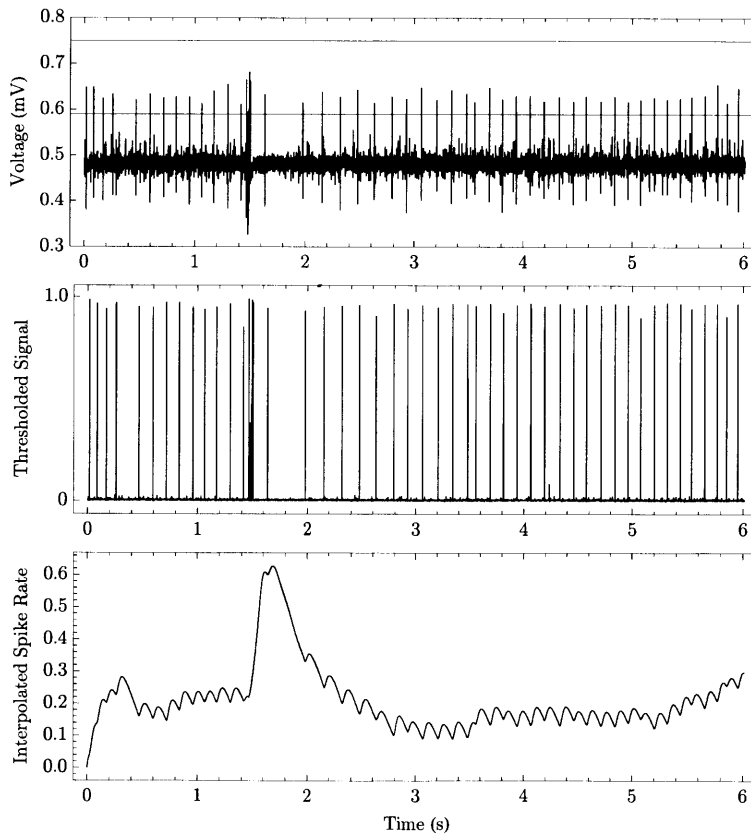 0.8
0.7
0.6
0.5
0.4
0.3
Voltage (mV)
0 1 2 3 4 5 6
1.0
0
Thresholded Signal
0 1 2 3 4 5 6
0.6
0.5
0.4
0.3
0.2
0.1
0.0
Interpolated Spike Rate
0 1 2 3 4 5 6
Time (s)